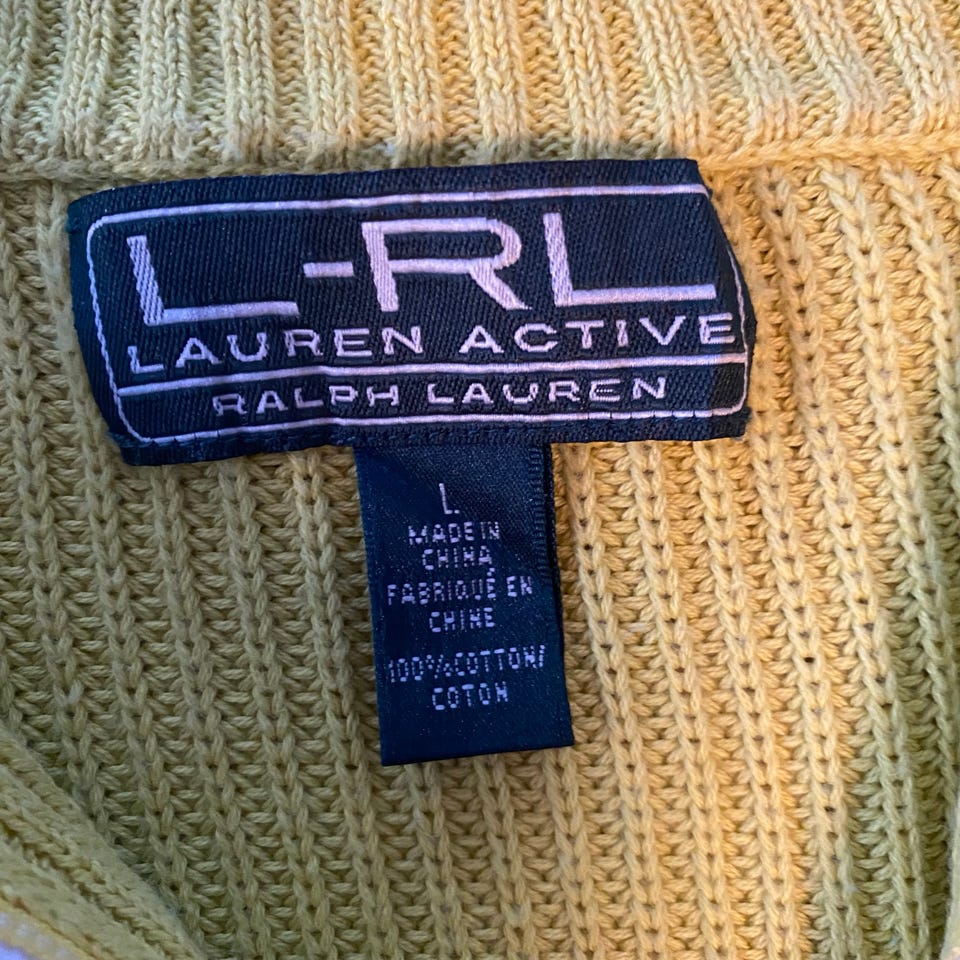 L-RL
LAUREN ACTIVE
RALPH LAUREN
L.
MADE IN
CHINA
FABRIQUÉ EN
CHINE
100%COTTON/
COTON